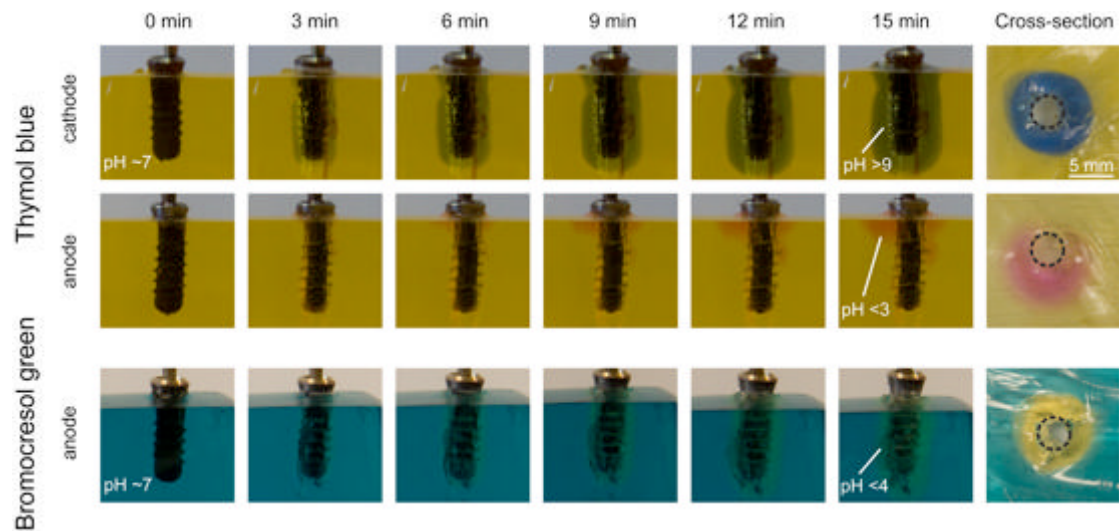 0 min 3 min 6 min 9 min 12 min 15 min Cross-section
Thymol blue
cathode
pH ~7
pH >9
5 mm
anode
pH <3
Bromocresol green
anode
pH ~7
pH <4